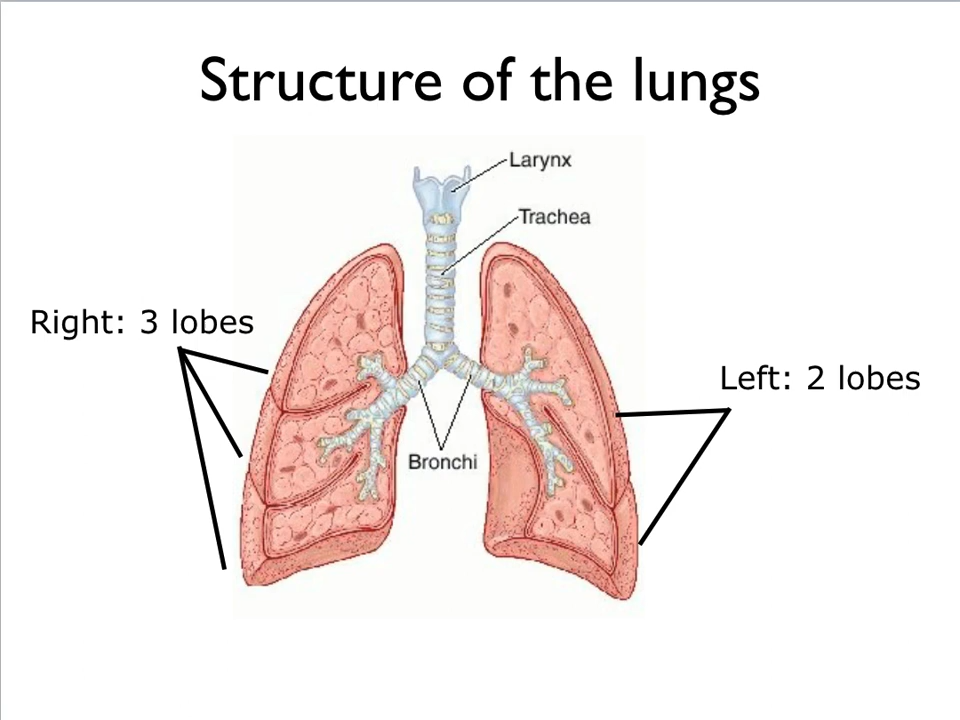 Structure of the lungs
Larynx
Trachea
Right: 3 lobes
Left: 2 lobes
Bronchi